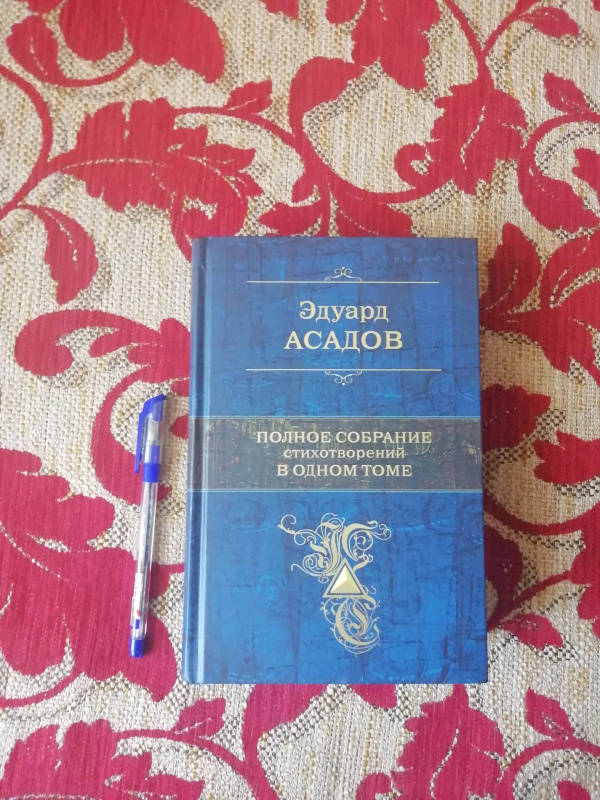 Эдуард
АСАДОВ
ПОЛНОЕ СОБРАНИЕ
стихотворений
В ОДНОМ ТОМЕ